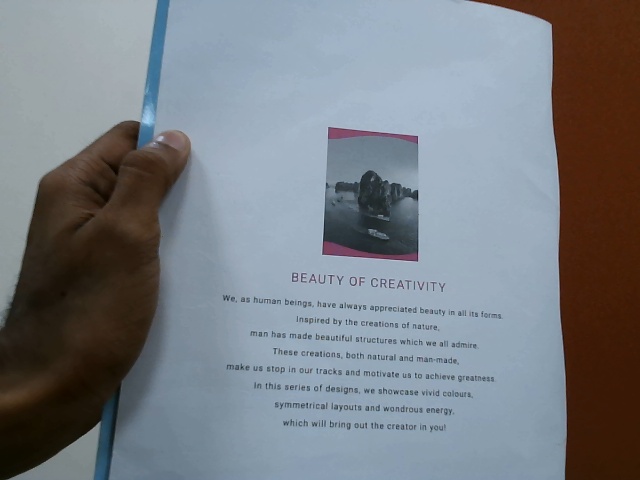 BEAUTY OF CREATIVITY
We, as human beings, have always appreciated beauty in all its forms.
Inspired by the creations of nature,
man has made beautiful structures which we all admire.
These creations, both natural and man-made,
make us stop in our tracks and motivate us to achieve greatness.
In this series of designs, we showcase vivid colours,
symmetrical layouts and wondrous energy,
which will bring out the creator in you!